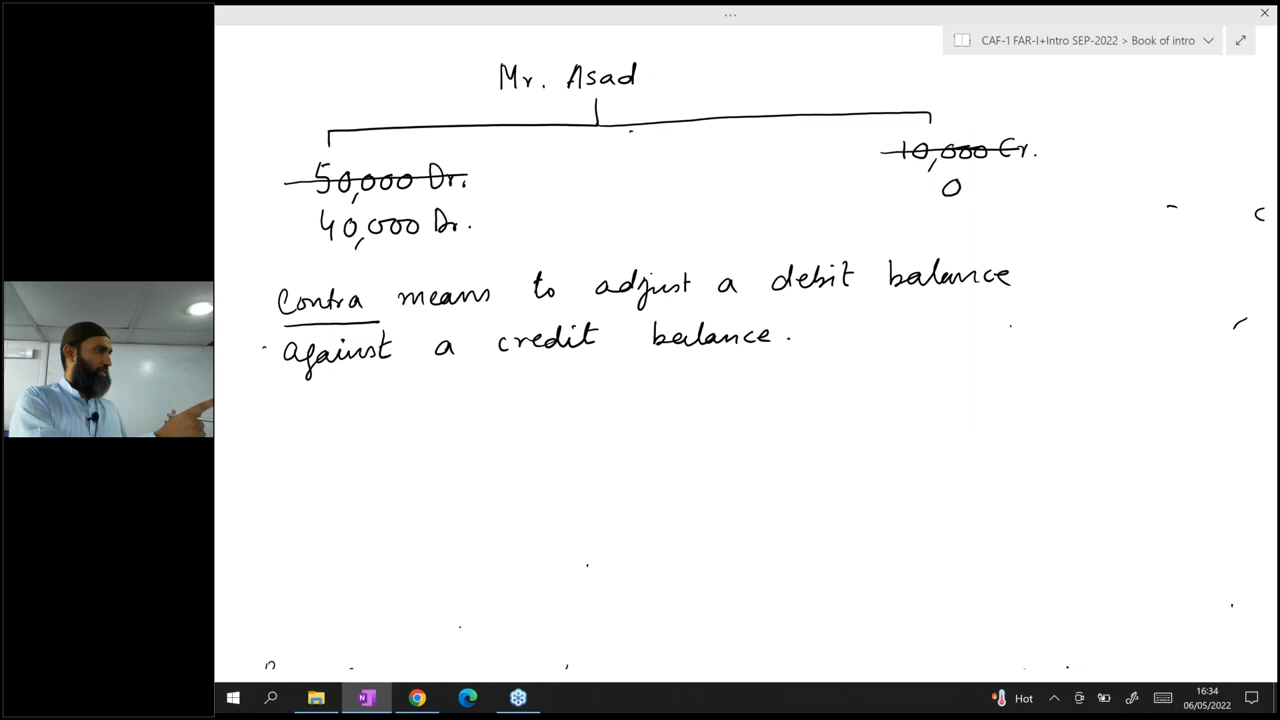 CAF-1 FAR-I+Intro SEP-2022 > Book of intro
Mr. Asad
50,000 Dr.
10,000 Cr.
0
40,000 Dr.
Contra means to adjust a debit balance
against a credit balance.
Hot
16:34
06/05/2022